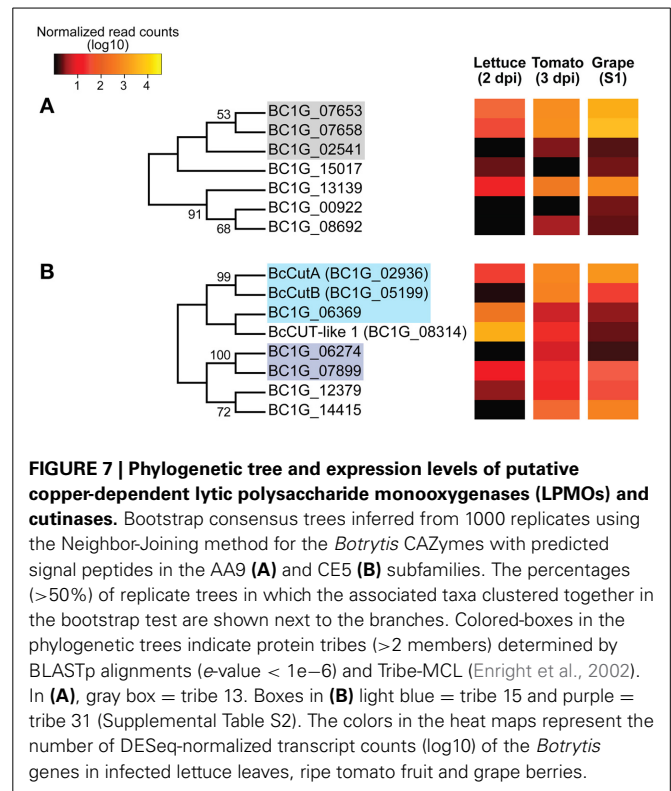 Normalized read counts
(log10)
1 2 3 4
Lettuce Tomato Grape
(2 dpi) (3 dpi) (S1)
A
53
BC1G_07653
BC1G_07658
BC1G_02541
BC1G_15017
BC1G_13139
91
BC1G_00922
68
BC1G_08692
B
99
BcCutA (BC1G_02936)
BcCutB (BC1G_05199)
BC1G_06369
BcCUT-like 1 (BC1G_08314)
100
BC1G_06274
BC1G_07899
BC1G_12379
72
BC1G_14415
FIGURE 7 | Phylogenetic tree and expression levels of putative
copper-dependent lytic polysaccharide monooxygenases (LPMOs) and
cutinases. Bootstrap consensus trees inferred from 1000 replicates using
the Neighbor-Joining method for the Botrytis CAZymes with predicted
signal peptides in the AA9 (A) and CE5 (B) subfamilies. The percentages
(>50%) of replicate trees in which the associated taxa clustered together in
the bootstrap test are shown next to the branches. Colored-boxes in the
phylogenetic trees indicate protein tribes (>2 members) determined by
BLASTp alignments (e-value < 1e−6) and Tribe-MCL (Enright et al., 2002).
In (A), gray box = tribe 13. Boxes in (B) light blue = tribe 15 and purple =
tribe 31 (Supplemental Table S2). The colors in the heat maps represent the
number of DESeq-normalized transcript counts (log10) of the Botrytis
genes in infected lettuce leaves, ripe tomato fruit and grape berries.